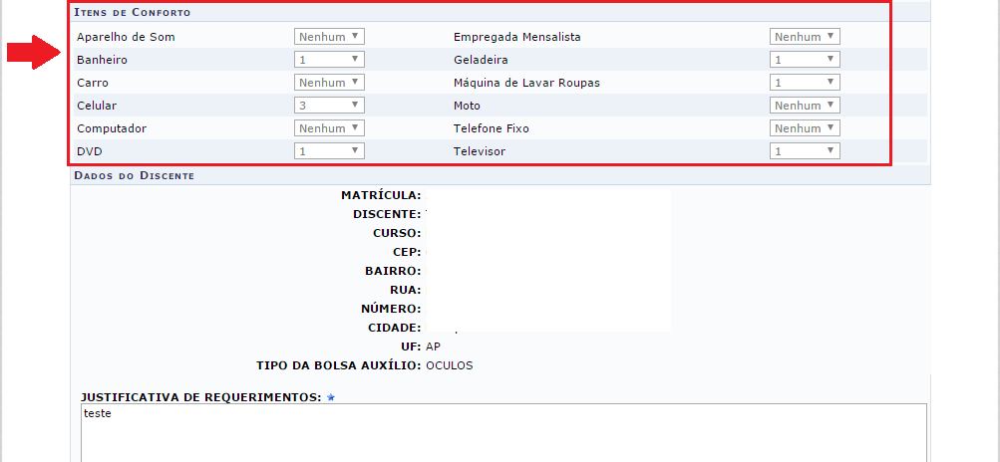 Itens de Conforto
Aparelho de Som Nenhum Empregada Mensalista Nenhum
Banheiro 1 Geladeira 1
Carro Nenhum Máquina de Lavar Roupas 1
Celular 3 Moto Nenhum
Computador Nenhum Telefone Fixo Nenhum
DVD 1 Televisor 1
Dados do Discente
MATRÍCULA:
DISCENTE:
CURSO:
CEP:
BAIRRO:
RUA:
NÚMERO:
CIDADE:
UF: AP
TIPO DA BOLSA AUXÍLIO: OCULOS
JUSTIFICATIVA DE REQUERIMENTOS:
teste